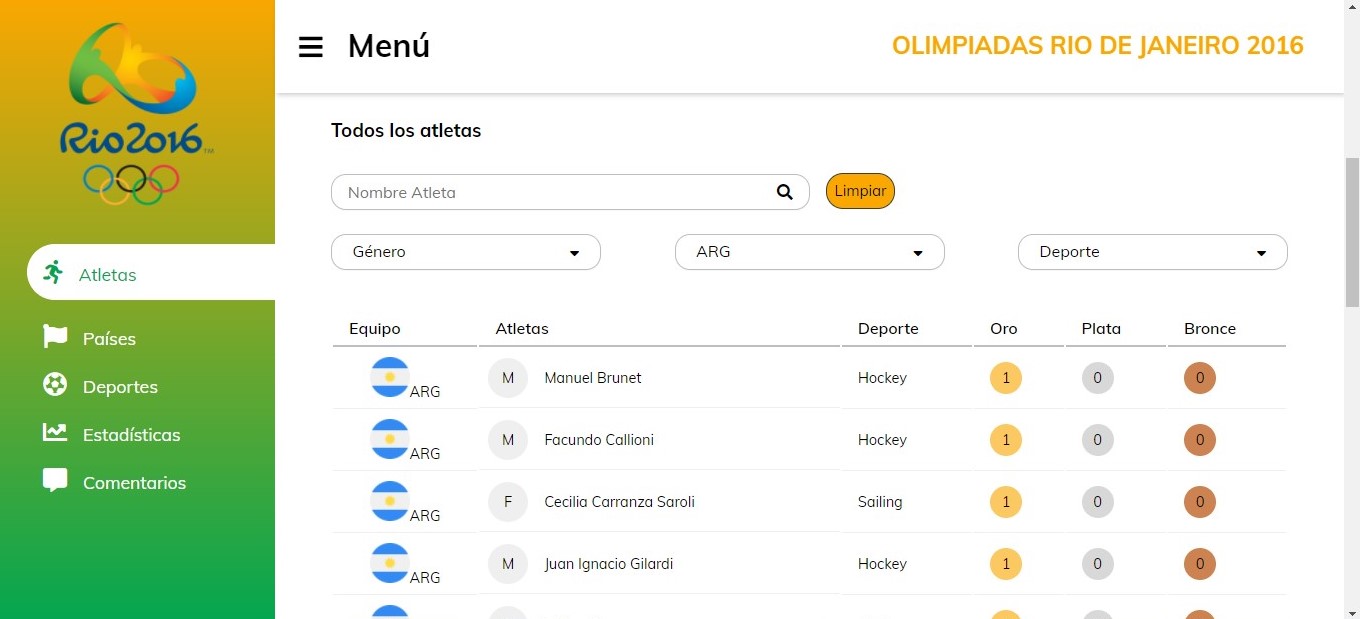 Rio2016™
Menú
OLIMPIADAS RIO DE JANEIRO 2016
Atletas
Países
Deportes
Estadísticas
Comentarios
Todos los atletas
Nombre Atleta
Limpiar
Género ARG Deporte
Equipo Atletas Deporte Oro Plata Bronce
ARG M Manuel Brunet Hockey 1 0 0
ARG M Facundo Callioni Hockey 1 0 0
ARG F Cecilia Carranza Saroli Sailing 1 0 0
ARG M Juan Ignacio Gilardi Hockey 1 0 0